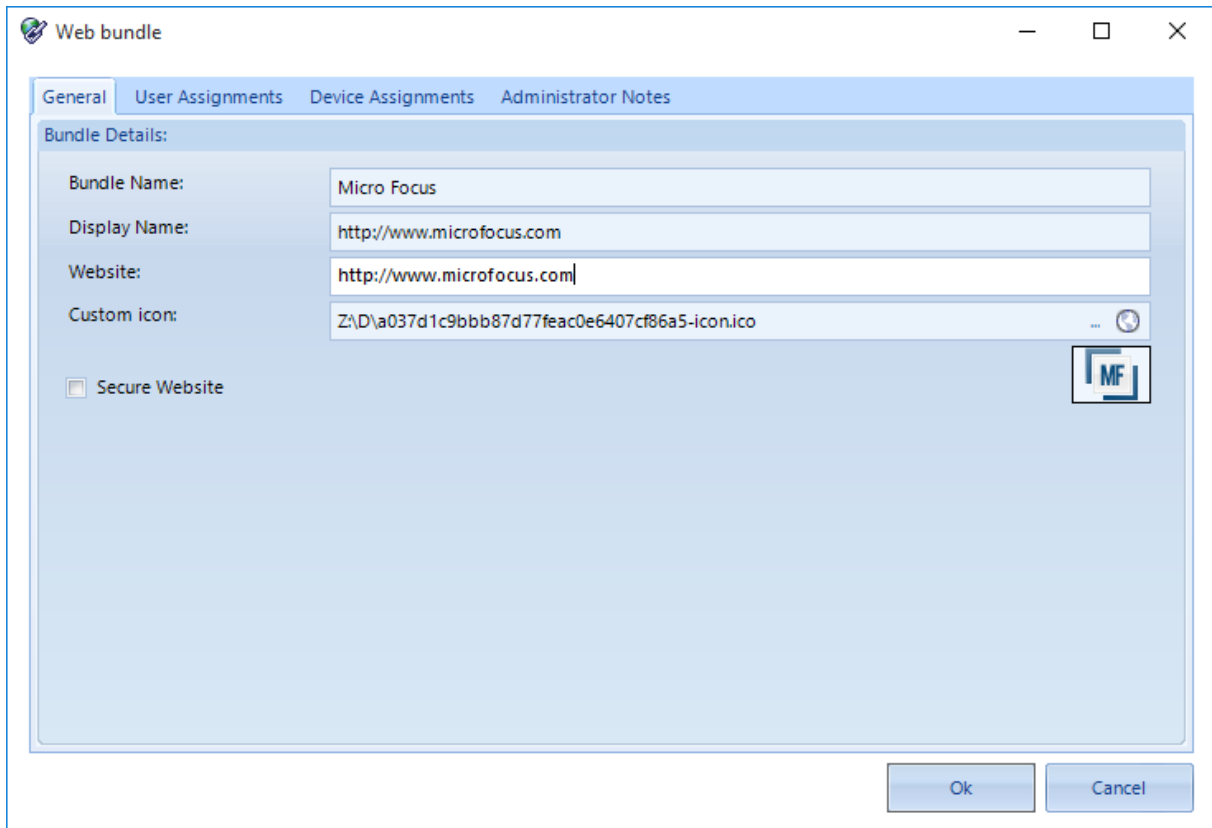 Web bundle
General User Assignments Device Assignments Administrator Notes
Bundle Details:
Bundle Name: Micro Focus
Display Name: http://www.microfocus.com
Website: http://www.microfocus.com
Custom icon: Z:\D\a037d1c9bbb87d77feac0e6407cf86a5-icon.ico ...
Secure Website
MF
Ok Cancel